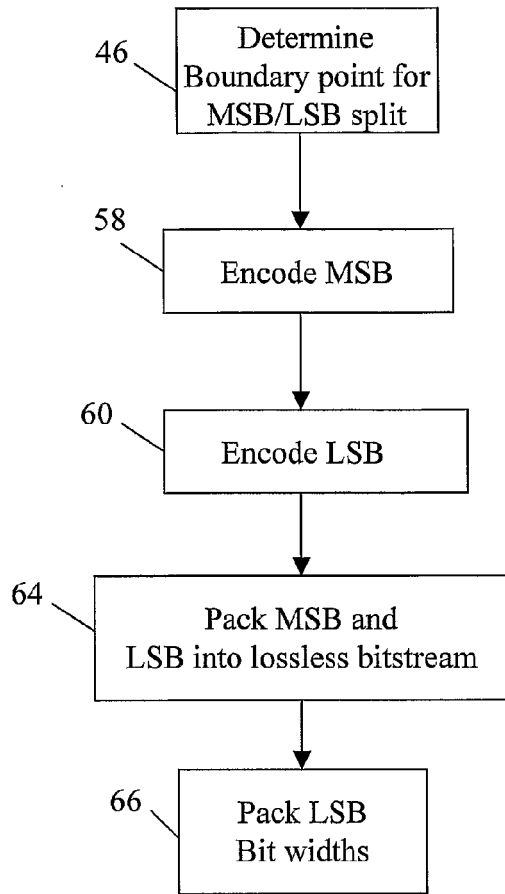 46
Determine
Boundary point for
MSB/LSB split
58
Encode MSB
60
Encode LSB
64
Pack MSB and
LSB into lossless bitstream
66
Pack LSB
Bit widths